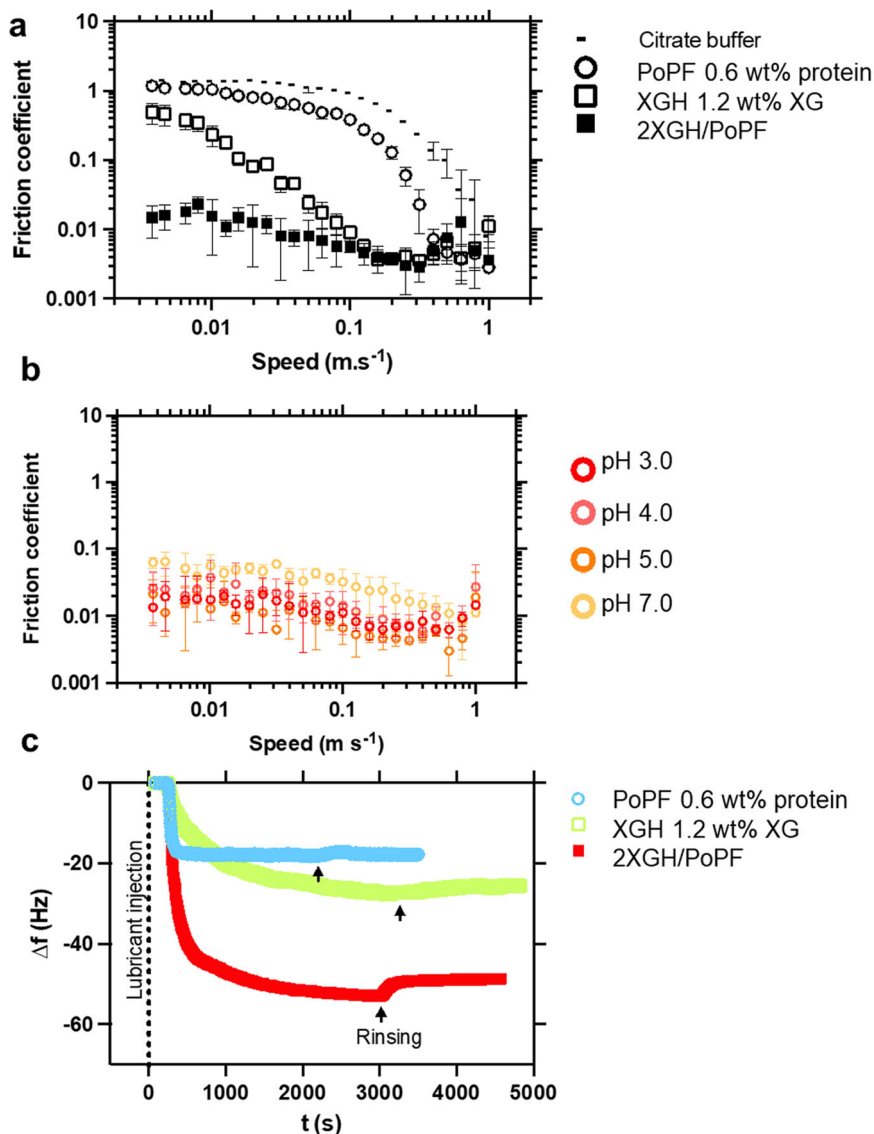 a
10
1
0.1
0.01
0.001
Friction coefficient
0.01 0.1 1
Speed (m.s⁻¹)
Citrate buffer
PoPF 0.6 wt% protein
XGH 1.2 wt% XG
2XGH/PoPF
b
10
1
0.1
0.01
0.001
Friction coefficient
0.01 0.1 1
Speed (m s⁻¹)
pH 3.0
pH 4.0
pH 5.0
pH 7.0
c
0
-20
-40
-60
Δf (Hz)
Lubricant injection
Rinsing
0 1000 2000 3000 4000 5000
t (s)
PoPF 0.6 wt% protein
XGH 1.2 wt% XG
2XGH/PoPF